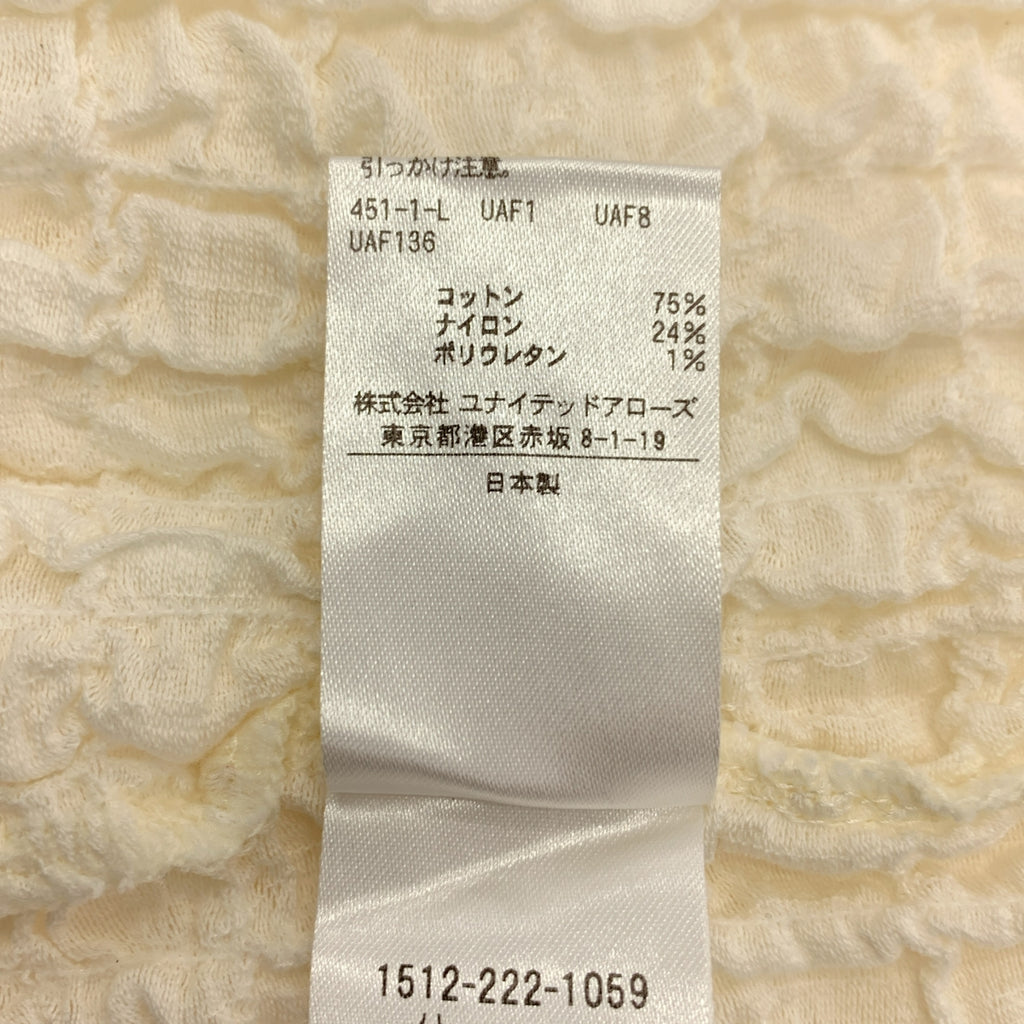 引っかけ注意。
451-1-L UAF1 UAF8
UAF136
コットン 75%
ナイロン 24%
ポリウレタン 1%
株式会社 ユナイテッドアローズ
東京都港区赤坂 8-1-19
日本製
1512-222-1059